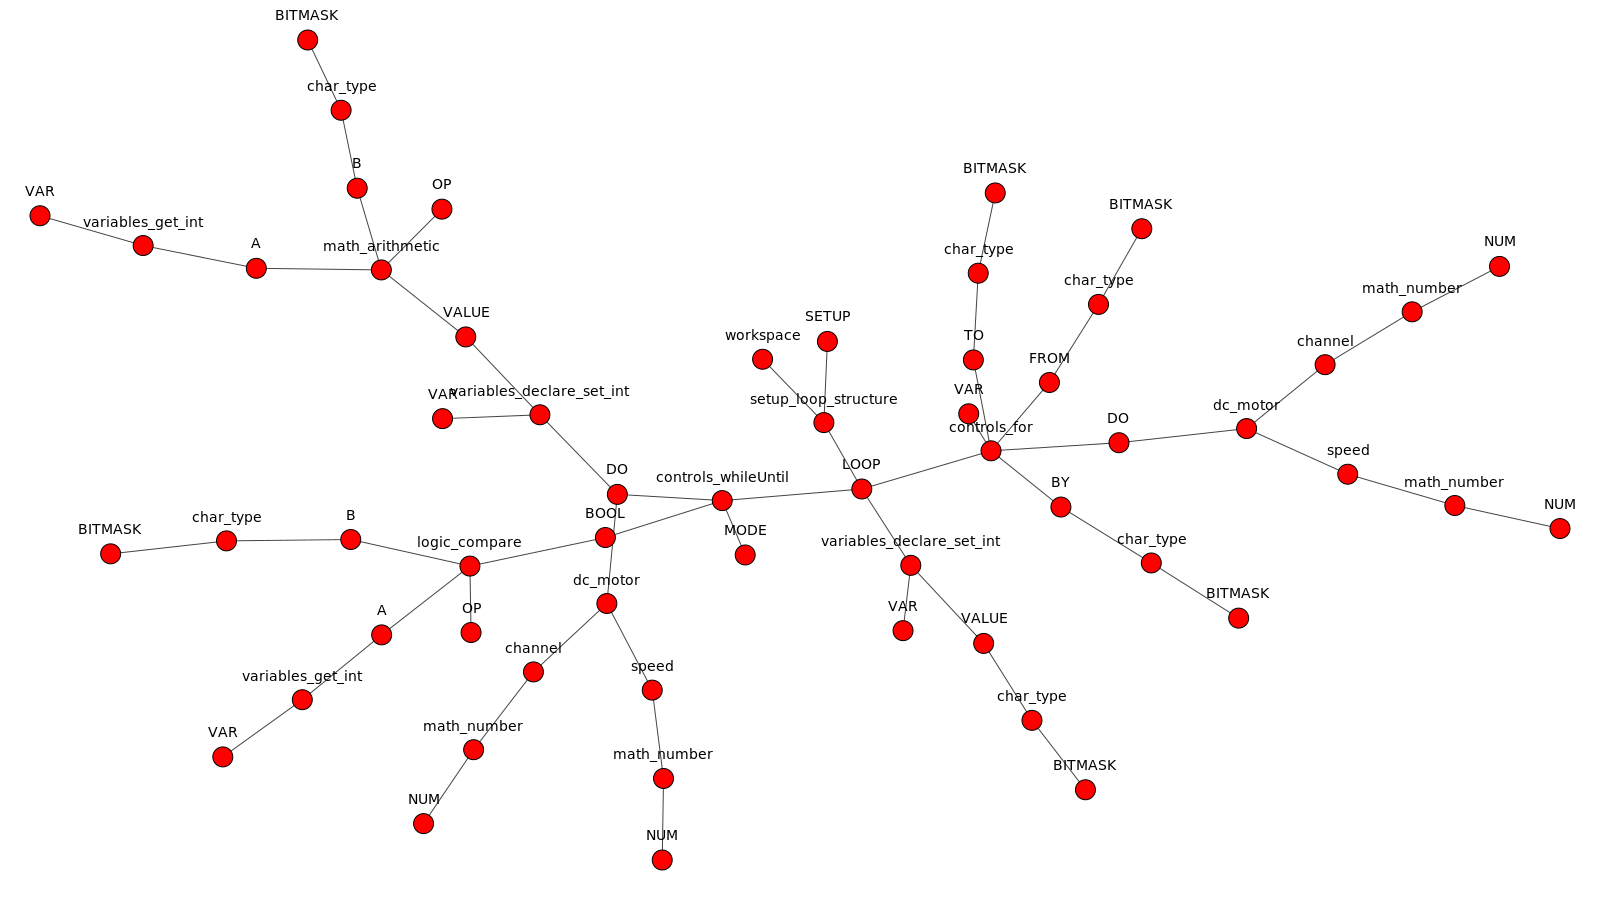 BITMASK
char_type
B
BITMASK
OP
VAR
BITMASK
variables_get_int
A
math_arithmetic
char_type
NUM
char_type
math_number
VALUE
SETUP
workspace
TO
channel
FROM
VAR
variables_declare_set_int
VAR
setup_loop_structure
dc_motor
DO
controls_for
speed
LOOP
DO
controls_whileUntil
BY
math_number
NUM
BOOL
B
char_type
BITMASK
MODE
logic_compare
variables_declare_set_int
char_type
dc_motor
BITMASK
VAR
OP
A
VALUE
channel
speed
variables_get_int
char_type
math_number
VAR
math_number
BITMASK
NUM
NUM